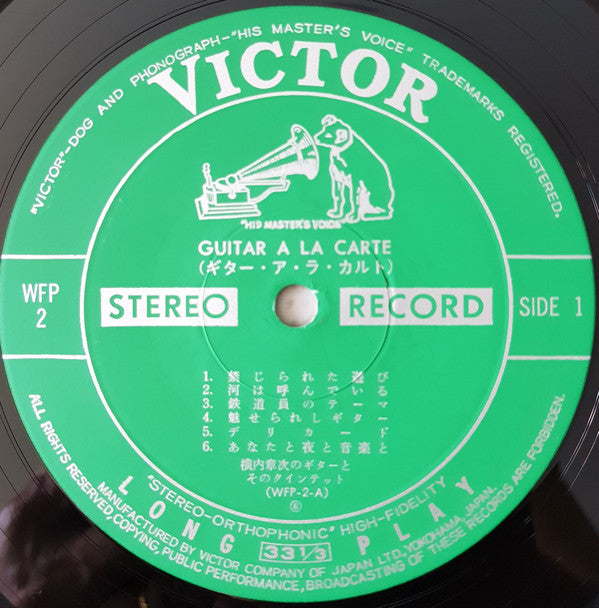 "VICTOR"-DOG AND PHONOGRAPH-"HIS MASTER'S VOICE" TRADEMARKS REGISTERED.
VICTOR
"HIS MASTER'S VOICE"
GUITAR A LA CARTE
(ギター・ア・ラ・カルト)
WFP
2
STEREO
RECORD
SIDE 1
1.禁じられた遊び
2. 河は呼んでいる
3. 鉄道員のテーマ
4. 魅せられしギター
5. デリカード
6. あなたと夜と音楽と
横内章次のギターと
そのクインテット
(WFP-2-A)
⑥
"STEREO-ORTHOPHONIC" HIGH-FIDELITY
LONG PLAY
33 1/3
MANUFACTURED BY VICTOR COMPANY OF JAPAN LTD., YOKOHAMA, JAPAN.
ALL RIGHTS RESERVED, COPYING, PUBLIC PERFORMANCE, BROADCASTING OF THESE RECORDS ARE FORBIDDEN.